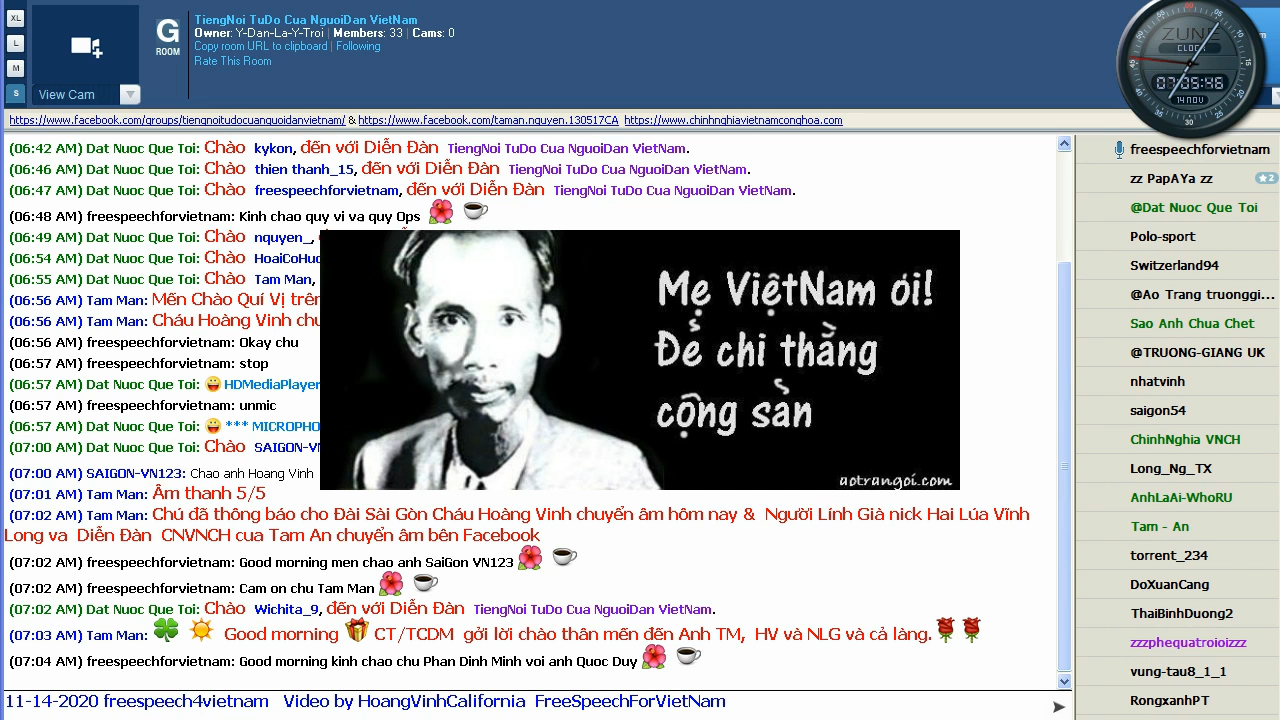 XL
L
M
S
View Cam
G
ROOM
TiengNoi TuDo Cua NguoiDan VietNam
Owner: Y-Dan-La-Y-Troi | Members: 33 | Cams: 0
Copy room URL to clipboard | Following
Rate This Room
ZUNE
CLOCK
07:05:46
14 NOV
https://www.facebook.com/groups/tiengnoitudocuanguoidanvietnam/ & https://www.facebook.com/taman.nguyen.130517CA https://www.chinhnghiavietnamconghoa.com
(06:42 AM) Dat Nuoc Que Toi: Chào kykon, đến với Diễn Đàn TiengNoi TuDo Cua NguoiDan VietNam.
(06:46 AM) Dat Nuoc Que Toi: Chào thien thanh_15, đến với Diễn Đàn TiengNoi TuDo Cua NguoiDan VietNam.
(06:47 AM) Dat Nuoc Que Toi: Chào freespeechforvietnam, đến với Diễn Đàn TiengNoi TuDo Cua NguoiDan VietNam.
(06:48 AM) freespeechforvietnam: Kinh chao quy vi va quy Ops
(06:49 AM) Dat Nuoc Que Toi: Chào nguyen_,
(06:54 AM) Dat Nuoc Que Toi: Chào HoaiCoHuo
(06:55 AM) Dat Nuoc Que Toi: Chào Tam Man,
(06:56 AM) Tam Man: Mến Chào Quí Vị trên
(06:56 AM) Tam Man: Cháu Hoàng Vinh chu
(06:56 AM) freespeechforvietnam: Okay chu
(06:57 AM) freespeechforvietnam: stop
(06:57 AM) Dat Nuoc Que Toi: HDMediaPlayer
(06:57 AM) freespeechforvietnam: unmic
(06:57 AM) Dat Nuoc Que Toi: *** MICROPHO
(07:00 AM) Dat Nuoc Que Toi: Chào SAIGON-VN
(07:00 AM) SAIGON-VN123: Chao anh Hoang Vinh
(07:01 AM) Tam Man: Âm thanh 5/5
(07:02 AM) Tam Man: Chú đã thông báo cho Đài Sài Gòn Cháu Hoàng Vinh chuyển âm hôm nay & Người Lính Già nick Hai Lúa Vĩnh
Long va Diễn Đàn CNVNCH cua Tam An chuyển âm bên Facebook
(07:02 AM) freespeechforvietnam: Good morning men chao anh SaiGon VN123
(07:02 AM) freespeechforvietnam: Cam on chu Tam Man
(07:02 AM) Dat Nuoc Que Toi: Chào Wichita_9, đến với Diễn Đàn TiengNoi TuDo Cua NguoiDan VietNam.
(07:03 AM) Tam Man: Good morning CT/TCDM gởi lời chào thân mến đến Anh TM, HV và NLG và cả làng.
(07:04 AM) freespeechforvietnam: Good morning kinh chao chu Phan Dinh Minh voi anh Quoc Duy
Mẹ ViệtNam ơi!
Đẻ chi thằng
cộng sản
aotrangoi.com
freespeechforvietnam
zz PapAYa zz
2
@Dat Nuoc Que Toi
Polo-sport
Switzerland94
@Ao Trang truonggi...
Sao Anh Chua Chet
@TRUONG-GIANG UK
nhatvinh
saigon54
ChinhNghia VNCH
Long_Ng_TX
AnhLaAi-WhoRU
Tam - An
torrent_234
DoXuanCang
ThaiBinhDuong2
zzzphequatroioizzz
vung-tau8_1_1
RongxanhPT
11-14-2020 freespeech4vietnam Video by HoangVinhCalifornia FreeSpeechForVietNam